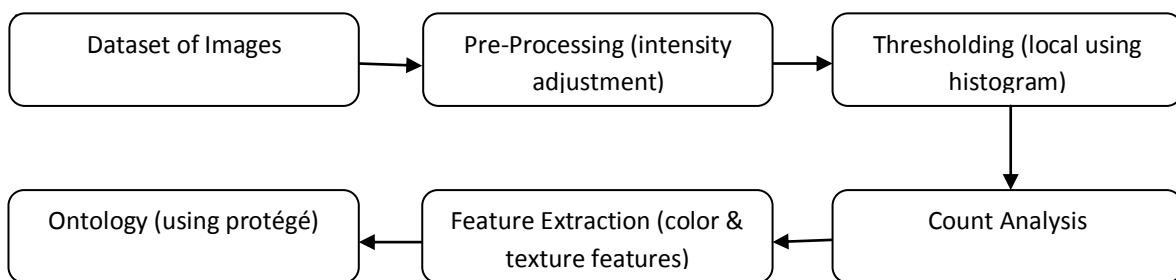 Dataset of Images
Pre-Processing (intensity
adjustment)
Thresholding (local using
histogram)
Count Analysis
Feature Extraction (color &
texture features)
Ontology (using protégé)